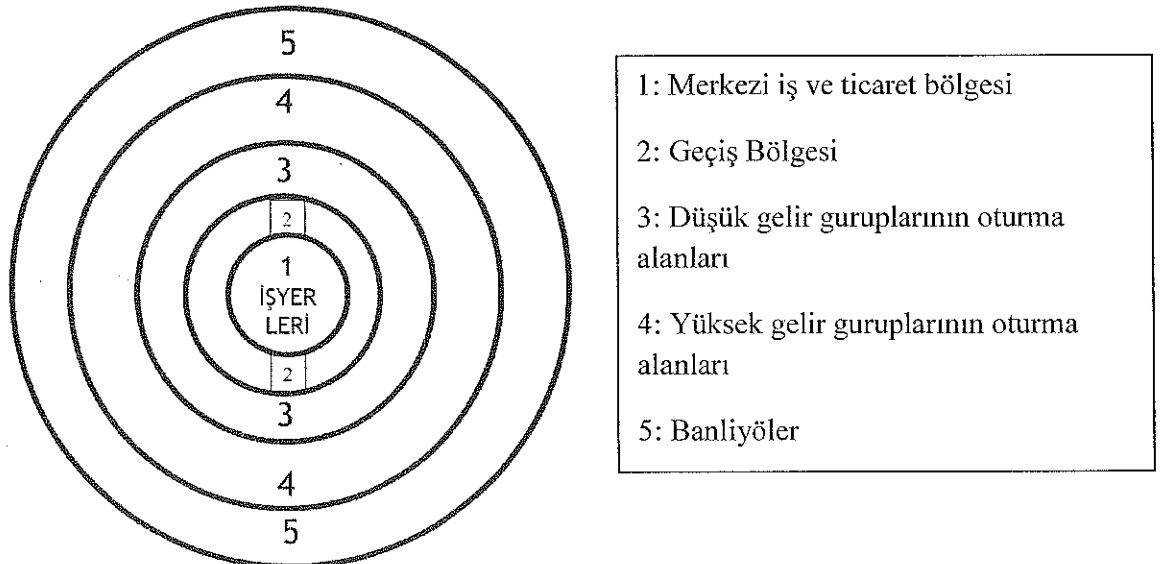 5
4
3
2
1
İŞYER
LERİ
2
3
4
5
1: Merkezi iş ve ticaret bölgesi
2: Geçiş Bölgesi
3: Düşük gelir guruplarının oturma
alanları
4: Yüksek gelir guruplarının oturma
alanları
5: Banliyöler